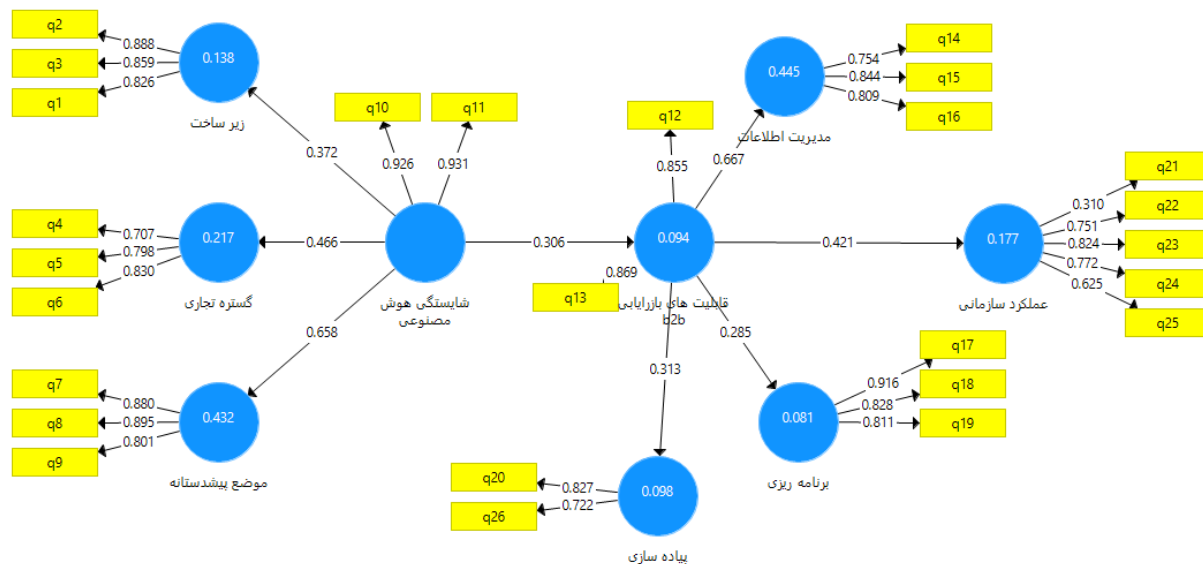 q2
q3
q1
0.888
0.859
0.826
0.138
زیر ساخت
q10
q11
0.926
0.931
0.372
q4
q5
q6
0.707
0.798
0.830
0.217
گستره تجاری
0.466
شایستگی هوش
مصنوعی
0.658
q7
q8
q9
0.880
0.895
0.801
0.432
موضع پیشدستانه
0.306
q12
0.855
0.094
q13
0.869
قابلیت های بازرایابی
b2b
0.667
0.445
مدیریت اطلاعات
0.754
0.844
0.809
q14
q15
q16
0.421
0.177
عملکرد سازمانی
0.310
0.751
0.824
0.772
0.625
q21
q22
q23
q24
q25
0.285
0.081
برنامه ریزی
0.916
0.828
0.811
q17
q18
q19
0.313
0.098
پیاده سازی
q20
q26
0.827
0.722